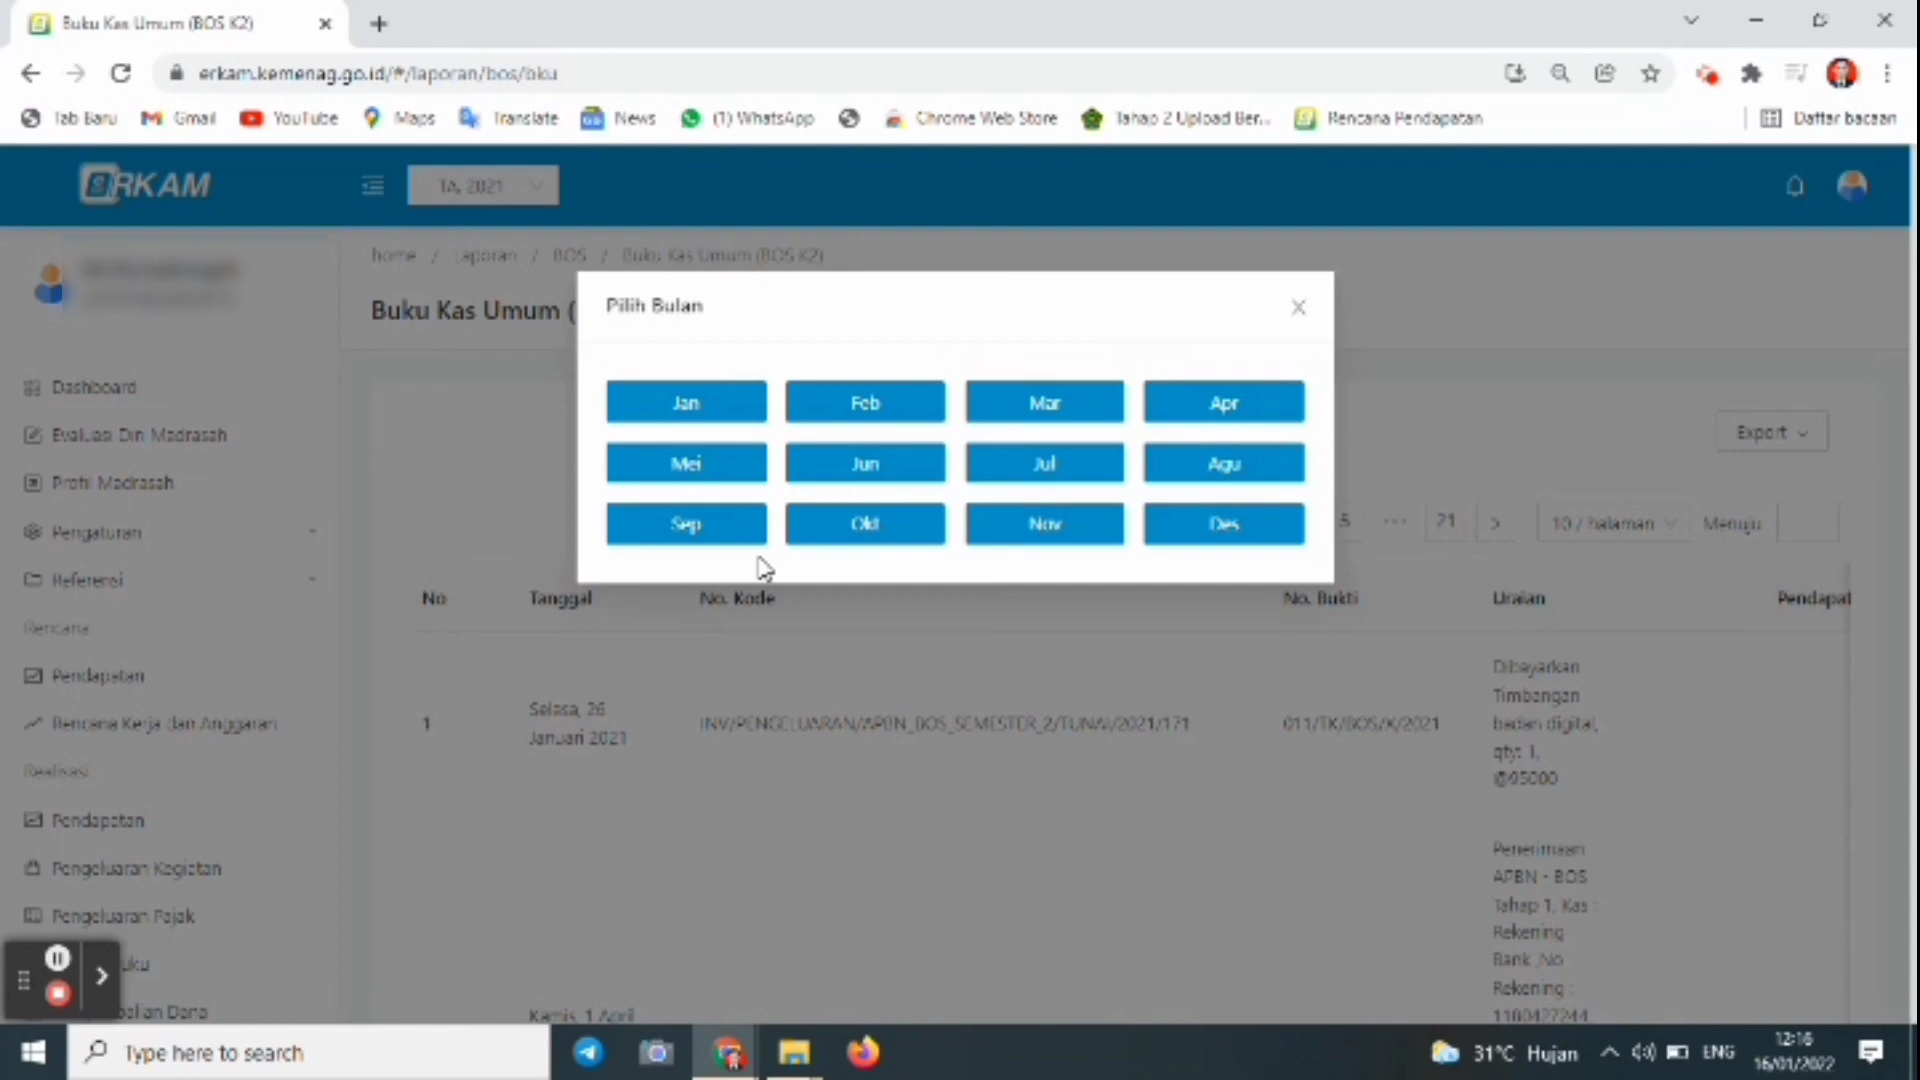 Buku Kas Umum (BOS K2)
erkam.kemenag.go.id/#/laporan/bos/bku
Tab Baru
Gmail
YouTube
Maps
Translate
News
(1) WhatsApp
Chrome Web Store
Tahap 2 Upload Ber...
Rencana Pendapatan
Daftar bacaan
ERKAM
TA. 2021
home / Laporan / BOS / Buku Kas Umum (BOS K2)
Buku Kas Umum (
Pilih Bulan
Jan
Feb
Mar
Apr
Mei
Jun
Jul
Agu
Sep
Okt
Nov
Des
Dashboard
Evaluasi Diri Madrasah
Profil Madrasah
Pengaturan
Referensi
Rencana
Pendapatan
Rencana Kerja dan Anggaran
Realisasi
Pendapatan
Pengeluaran Kegiatan
Pengeluaran Pajak
uku
balian Dana
Export
5 ··· 21 > 10 / halaman Menuju
No
Tanggal
No. Kode
No. Bukti
Uraian
Pendapat
1
Selasa, 26
Januari 2021
INV/PENGELUARAN/APBN_BOS_SEMESTER_2/TUNAI/2021/171
011/TK/BOS/X/2021
Dibayarkan
Timbangan
badan digital,
qty: 1,
@95000
Kamis, 1 April
Penerimaan
APBN - BOS
Tahap 1, Kas :
Rekening
Bank ,No
Rekening :
1180427244
Type here to search
31°C Hujan
ENG
12:16
16/01/2022